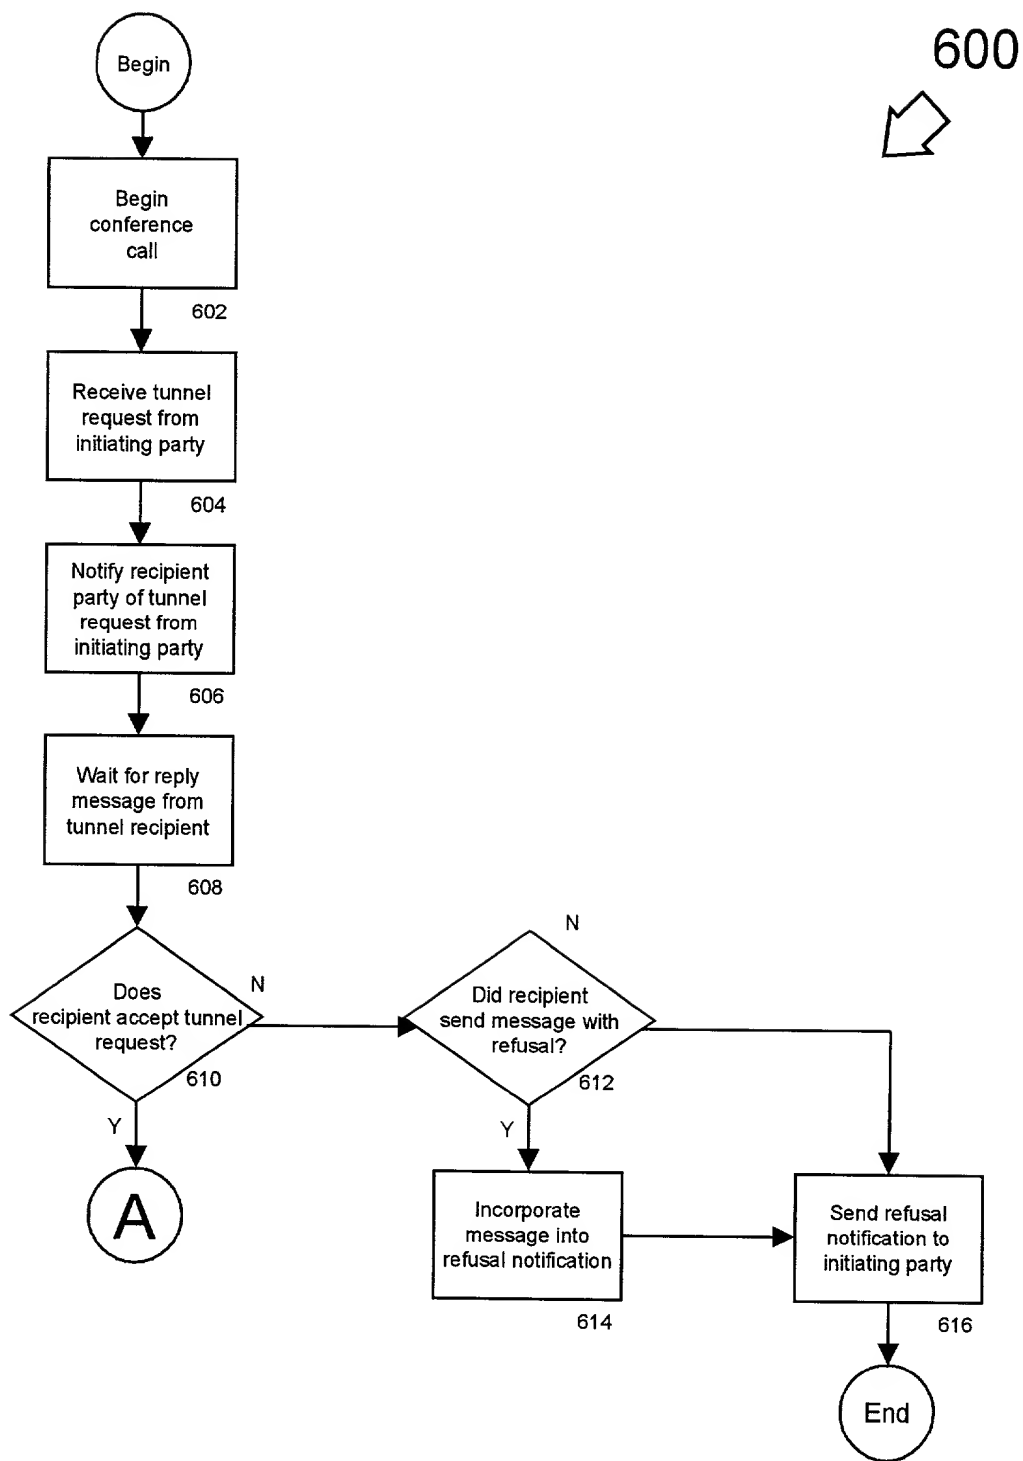 600
Begin
Begin
conference
call
602
Receive tunnel
request from
initiating party
604
Notify recipient
party of tunnel
request from
initiating party
606
Wait for reply
message from
tunnel recipient
608
Does
recipient accept tunnel
request?
N
610
Y
A
N
Did recipient
send message with
refusal?
612
Y
Incorporate
message into
refusal notification
614
Send refusal
notification to
initiating party
616
End